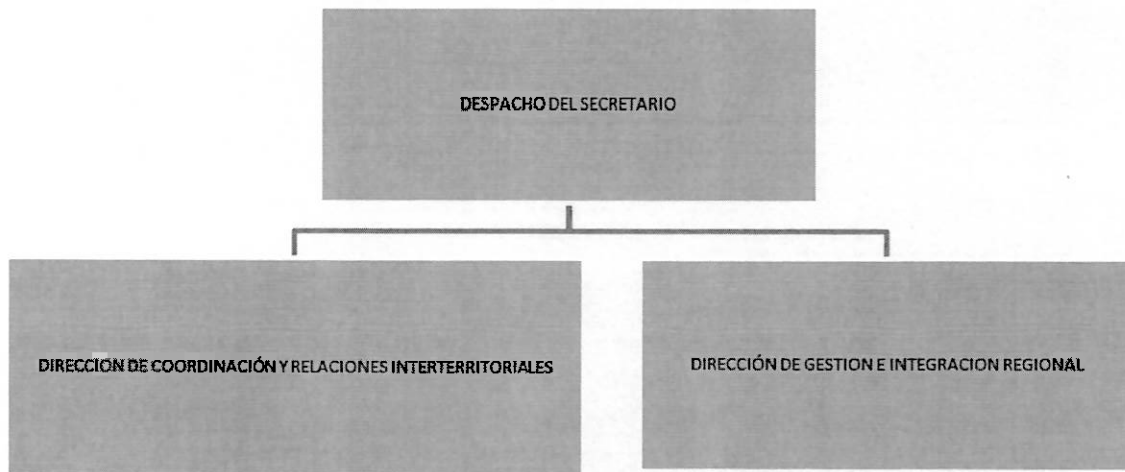 DESPACHO DEL SECRETARIO
DIRECCION DE COORDINACIÓN Y RELACIONES INTERTERRITORIALES
DIRECCIÓN DE GESTION E INTEGRACION REGIONAL